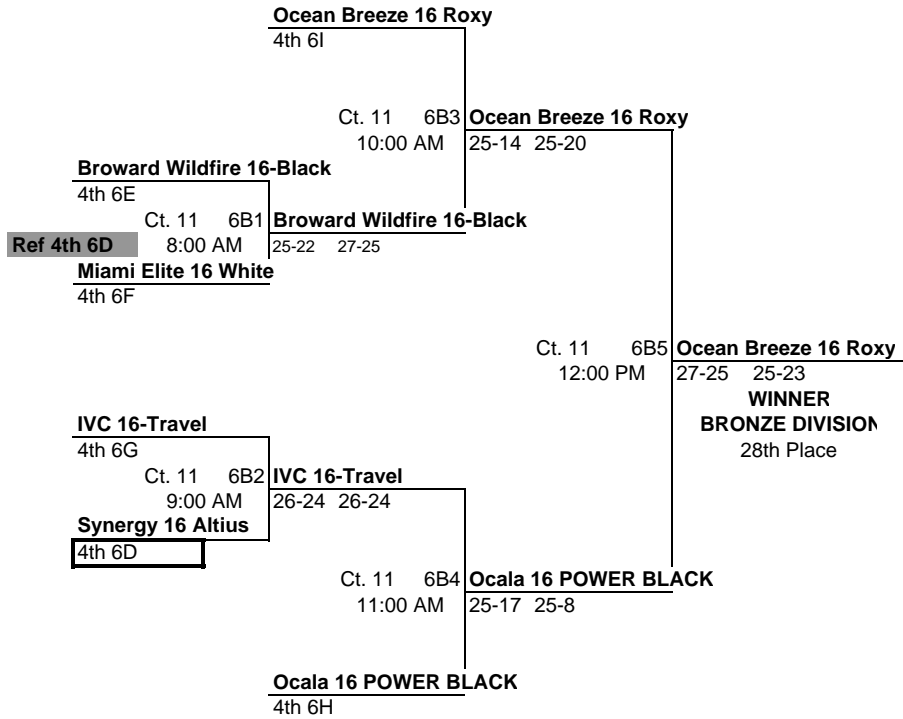 Ocean Breeze 16 Roxy
4th 6I
Ct. 11 6B3 Ocean Breeze 16 Roxy
10:00 AM 25-14 25-20
Broward Wildfire 16-Black
4th 6E
Ct. 11 6B1 Broward Wildfire 16-Black
Ref 4th 6D 8:00 AM 25-22 27-25
Miami Elite 16 White
4th 6F
Ct. 11 6B5 Ocean Breeze 16 Roxy
12:00 PM 27-25 25-23
WINNER
BRONZE DIVISION
28th Place
IVC 16-Travel
4th 6G
Ct. 11 6B2 IVC 16-Travel
9:00 AM 26-24 26-24
Synergy 16 Altius
4th 6D
Ct. 11 6B4 Ocala 16 POWER BLACK
11:00 AM 25-17 25-8
Ocala 16 POWER BLACK
4th 6H